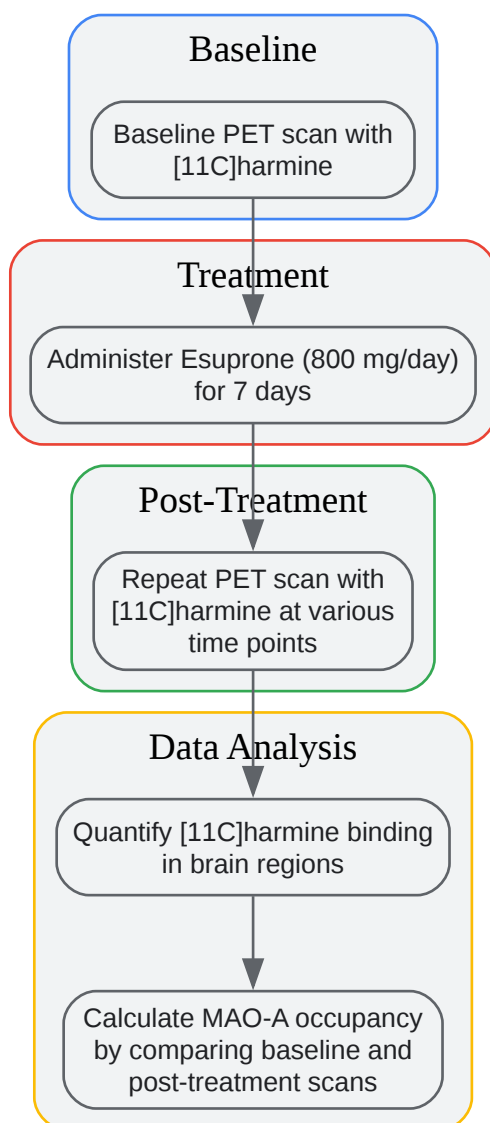 Baseline
Baseline PET scan with
[11C]harmine
Treatment
Administer Esuprone (800 mg/day)
for 7 days
Post-Treatment
Repeat PET scan with
[11C]harmine at various
time points
Data Analysis
Quantify [11C]harmine binding
in brain regions
Calculate MAO-A occupancy
by comparing baseline and
post-treatment scans